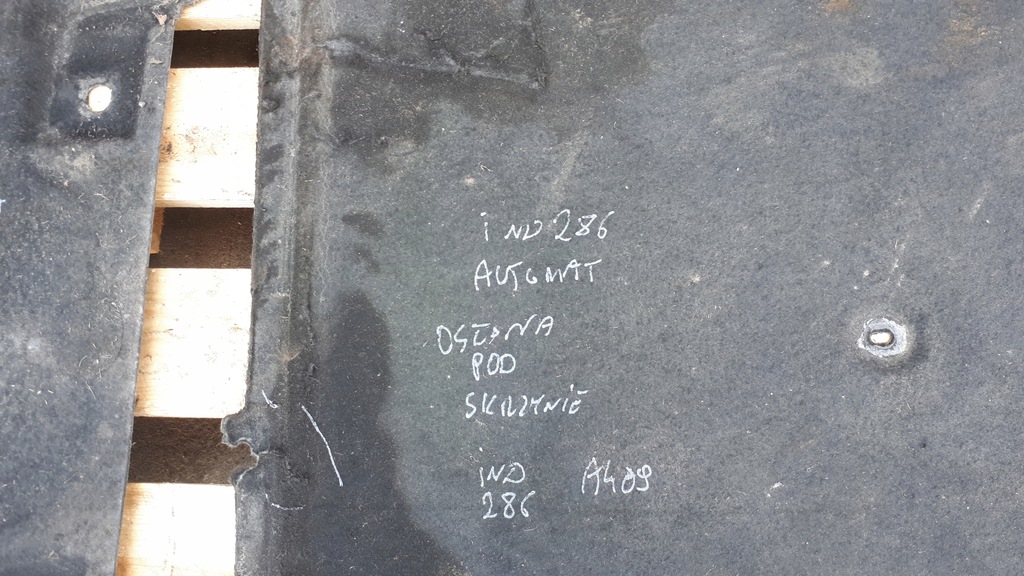 iND 286
AUTOMAT
OSŁONA
POD
SKRZYNIĘ
IND A409
286